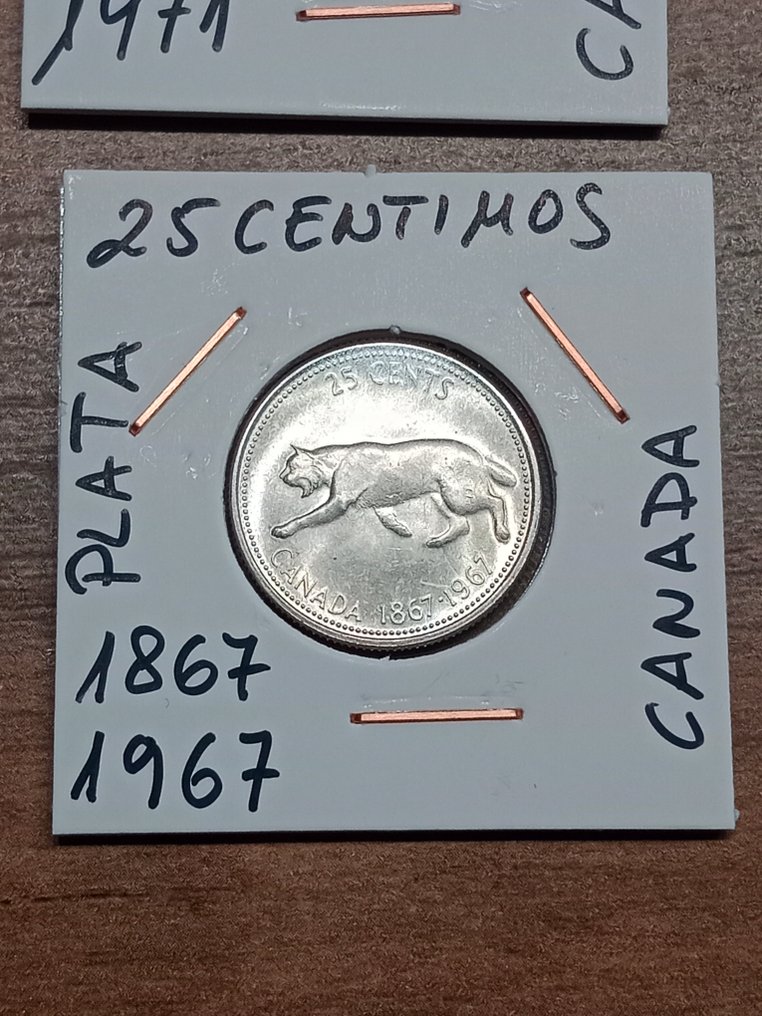 1971
CA
25 CENTIMOS
PLATA
25 CENTS
CANADA 1867-1967
CANADA
1867
1967